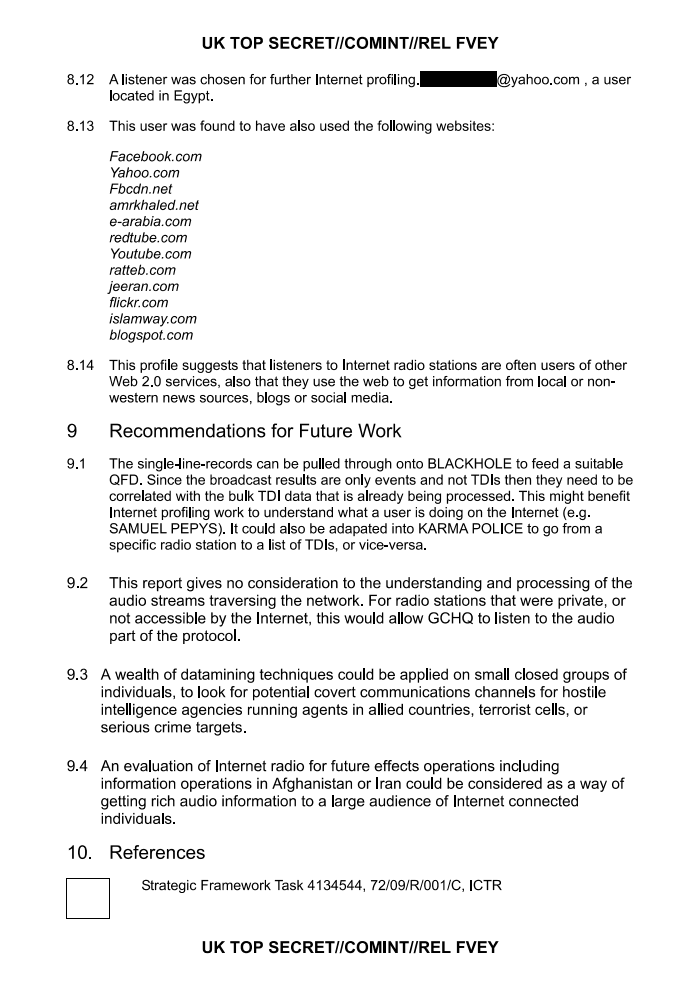 UK TOP SECRET//COMINT//REL FVEY
8.12 A listener was chosen for further Internet profiling. @yahoo.com , a user
located in Egypt.
8.13 This user was found to have also used the following websites:
Facebook.com
Yahoo.com
Fbcdn.net
amrkhaled.net
e-arabia.com
redtube.com
Youtube.com
ratteb.com
jeeran.com
flickr.com
islamway.com
blogspot.com
8.14 This profile suggests that listeners to Internet radio stations are often users of other
Web 2.0 services, also that they use the web to get information from local or non-
western news sources, blogs or social media.
9 Recommendations for Future Work
9.1 The single-line-records can be pulled through onto BLACKHOLE to feed a suitable
QFD. Since the broadcast results are only events and not TDIs then they need to be
correlated with the bulk TDI data that is already being processed. This might benefit
Internet profiling work to understand what a user is doing on the Internet (e.g.
SAMUEL PEPYS). It could also be adapated into KARMA POLICE to go from a
specific radio station to a list of TDIs, or vice-versa.
9.2 This report gives no consideration to the understanding and processing of the
audio streams traversing the network. For radio stations that were private, or
not accessible by the Internet, this would allow GCHQ to listen to the audio
part of the protocol.
9.3 A wealth of datamining techniques could be applied on small closed groups of
individuals, to look for potential covert communications channels for hostile
intelligence agencies running agents in allied countries, terrorist cells, or
serious crime targets.
9.4 An evaluation of Internet radio for future effects operations including
information operations in Afghanistan or Iran could be considered as a way of
getting rich audio information to a large audience of Internet connected
individuals.
10. References
Strategic Framework Task 4134544, 72/09/R/001/C, ICTR
UK TOP SECRET//COMINT//REL FVEY